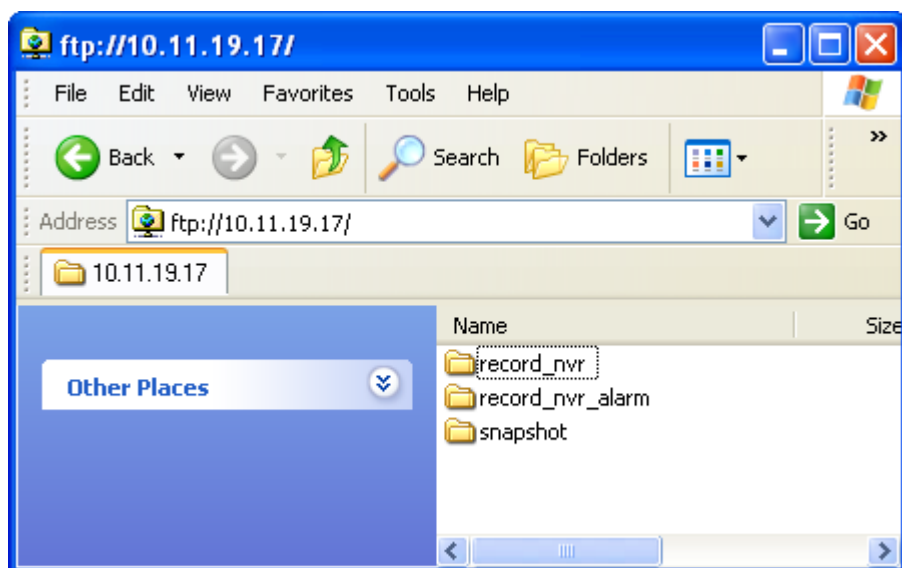 ftp://10.11.19.17/
File Edit View Favorites Tools Help
Back Search Folders »
Address ftp://10.11.19.17/ Go
10.11.19.17
Name Size
Other Places
record_nvr
record_nvr_alarm
snapshot